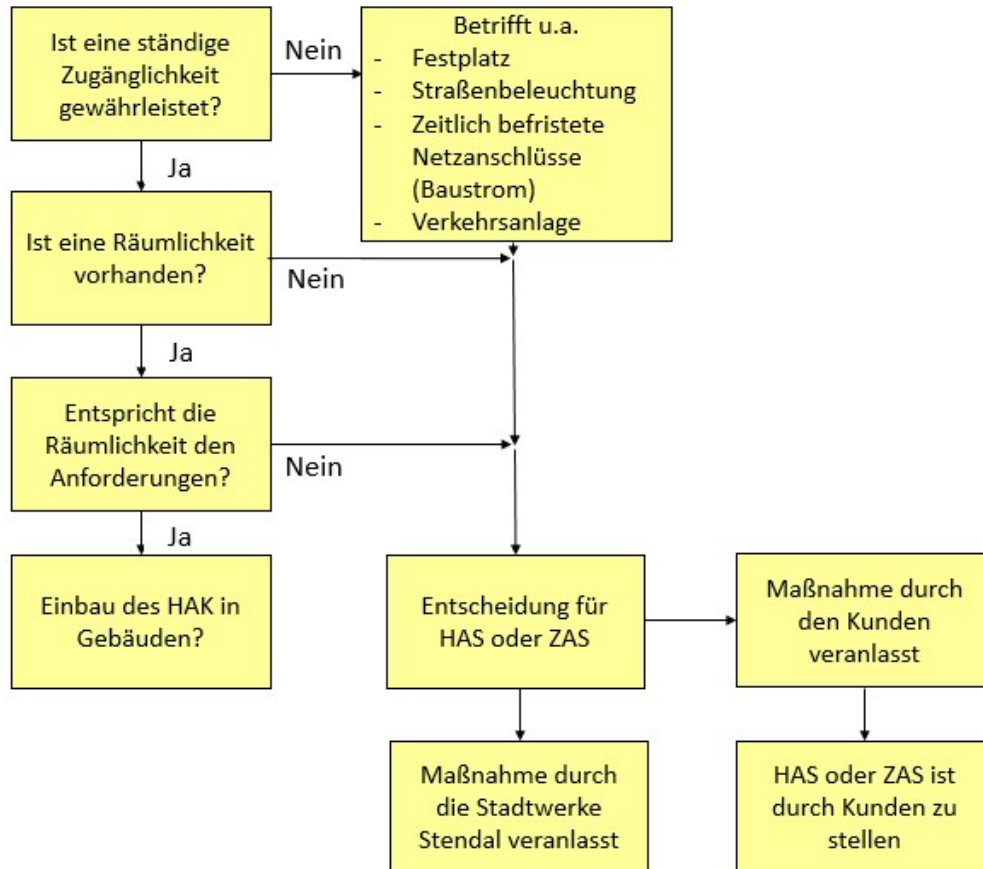 Ist eine ständige
Zugänglichkeit
gewährleistet?
Nein
Betrifft u.a.
- Festplatz
- Straßenbeleuchtung
- Zeitlich befristete
Netzanschlüsse
(Baustrom)
- Verkehrsanlage
Ja
Ist eine Räumlichkeit
vorhanden?
Nein
Ja
Entspricht die
Räumlichkeit den
Anforderungen?
Nein
Ja
Einbau des HAK in
Gebäuden?
Entscheidung für
HAS oder ZAS
Maßnahme durch
den Kunden
veranlasst
Maßnahme durch
die Stadtwerke
Stendal veranlasst
HAS oder ZAS ist
durch Kunden zu
stellen